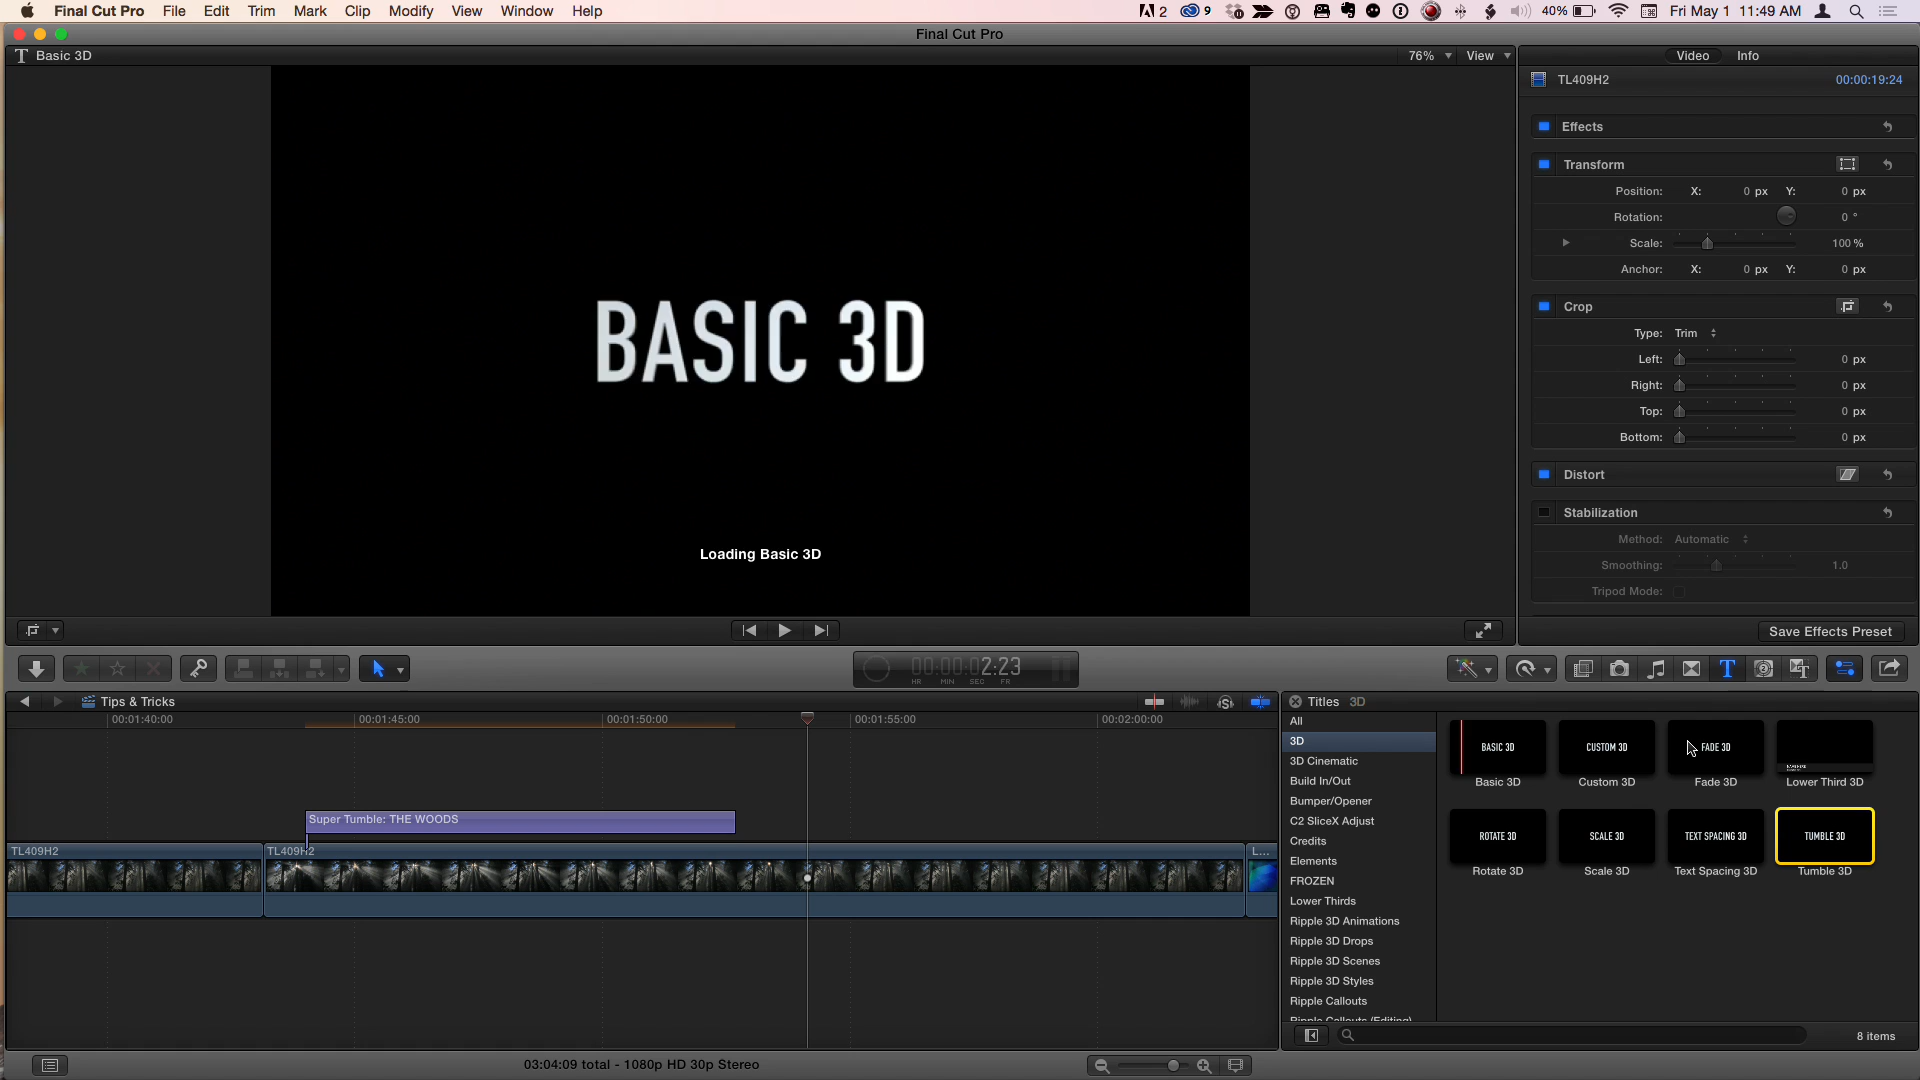 Final Cut Pro File Edit Trim Mark Clip Modify View Window Help 2 9 40% Fri May 1 11:49 AM
Final Cut Pro
Basic 3D 76% View Video Info
TL409H2 00:00:19:24
Effects
Transform
Position: X: 0 px Y: 0 px
Rotation: 0 °
Scale: 100 %
Anchor: X: 0 px Y: 0 px
Crop
Type: Trim
Left: 0 px
Right: 0 px
Top: 0 px
Bottom: 0 px
Distort
Stabilization
Method: Automatic
Smoothing: 1.0
Tripod Mode:
Save Effects Preset
BASIC 3D
Loading Basic 3D
00:00:02:23
HR MIN SEC FR
Tips & Tricks
00:01:40:00 00:01:45:00 00:01:50:00 00:01:55:00 00:02:00:00
Super Tumble: THE WOODS
TL409H2 TL409H2 L...
03:04:09 total - 1080p HD 30p Stereo
Titles 3D
All
3D
3D Cinematic
Build In/Out
Bumper/Opener
C2 SliceX Adjust
Credits
Elements
FROZEN
Lower Thirds
Ripple 3D Animations
Ripple 3D Drops
Ripple 3D Scenes
Ripple 3D Styles
Ripple Callouts
Ripple Callouts (Editing)
BASIC 3D CUSTOM 3D FADE 3D
Basic 3D Custom 3D Fade 3D Lower Third 3D
ROTATE 3D SCALE 3D TEXT SPACING 3D TUMBLE 3D
Rotate 3D Scale 3D Text Spacing 3D Tumble 3D
8 items